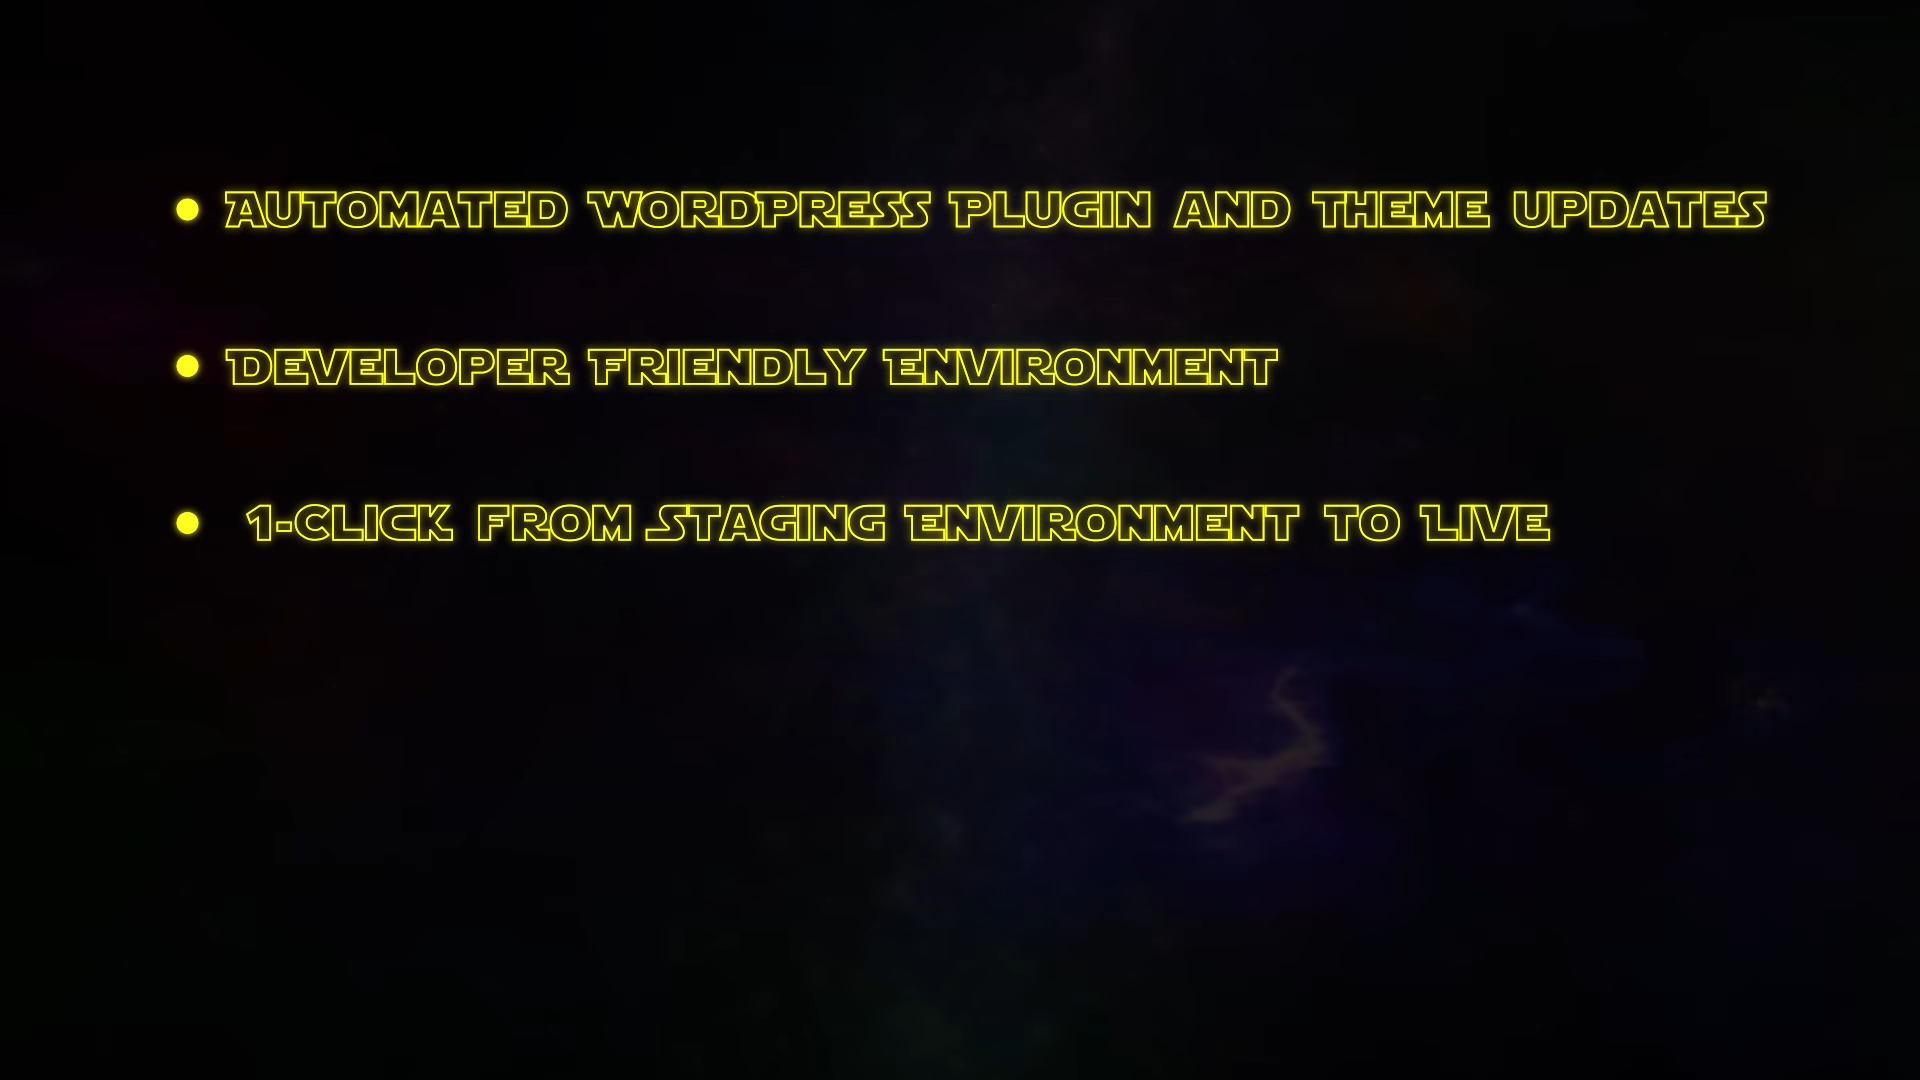 • Automated WordPress Plugin and Theme Updates
• Developer Friendly Environment
• 1-Click from Staging Environment to Live